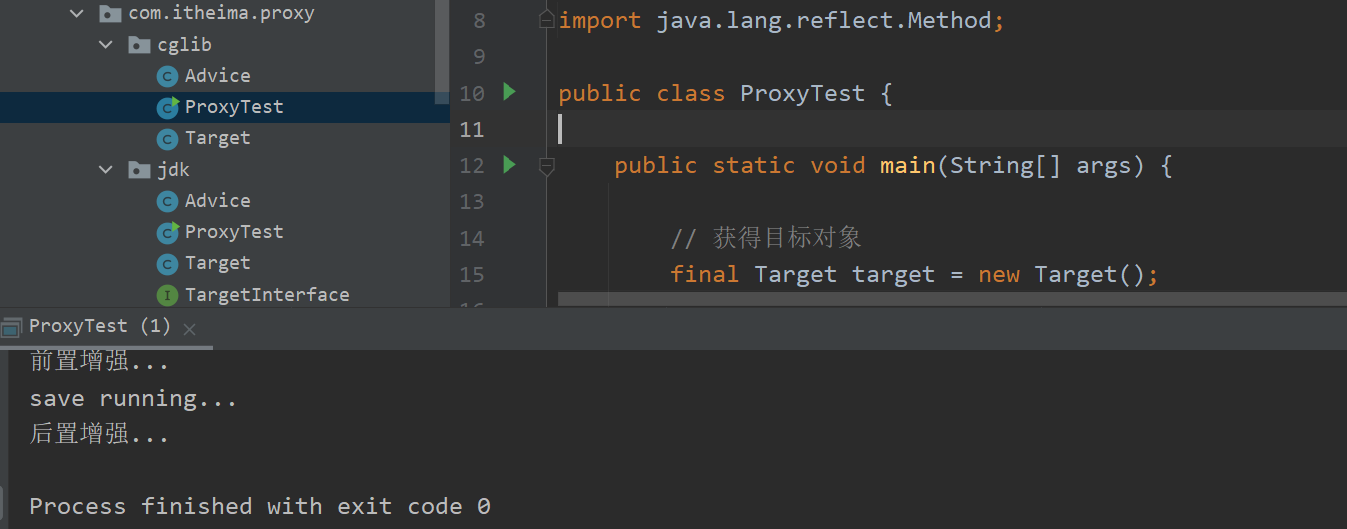 com.itheima.proxy
cglib
Advice
ProxyTest
Target
jdk
Advice
ProxyTest
Target
TargetInterface
8 import java.lang.reflect.Method;
9
10 public class ProxyTest {
11
12 public static void main(String[] args) {
13
14 // 获得目标对象
15 final Target target = new Target();
ProxyTest (1)
前置增强...
save running...
后置增强...
Process finished with exit code 0